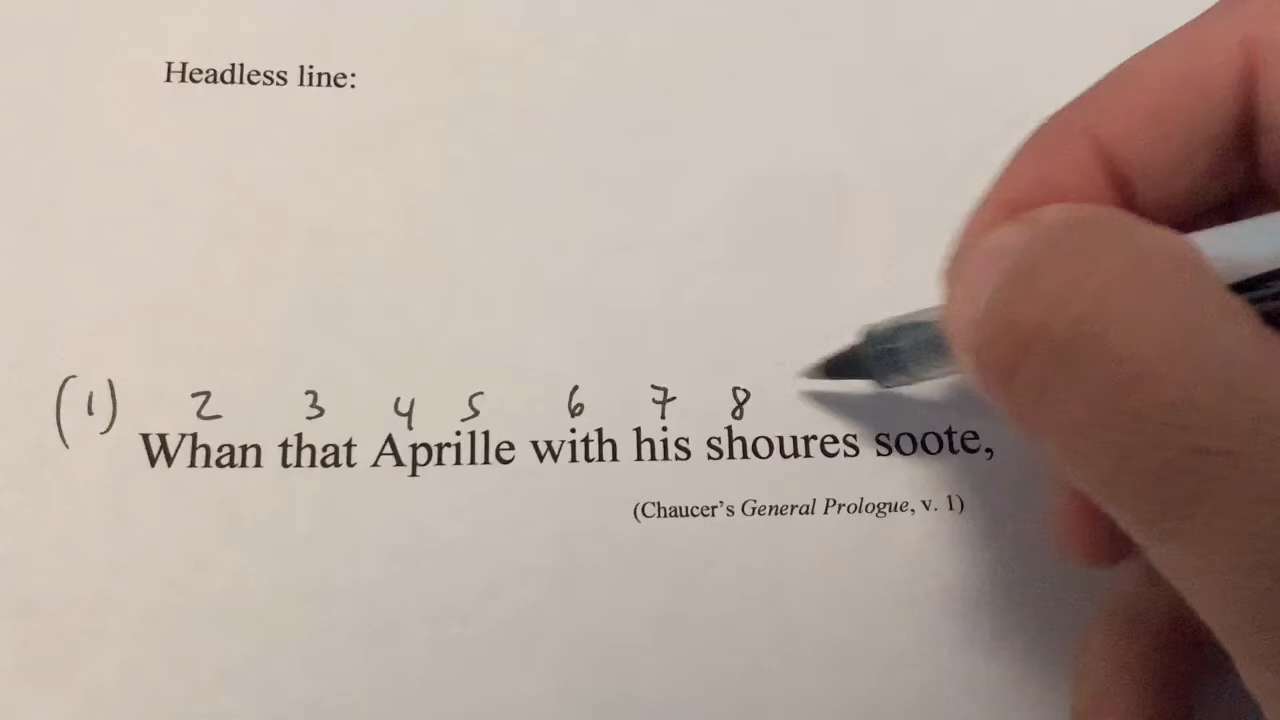 Headless line:
(1) 2 3 4 5 6 7 8
Whan that Aprille with his shoures soote,
(Chaucer's General Prologue, v. 1)